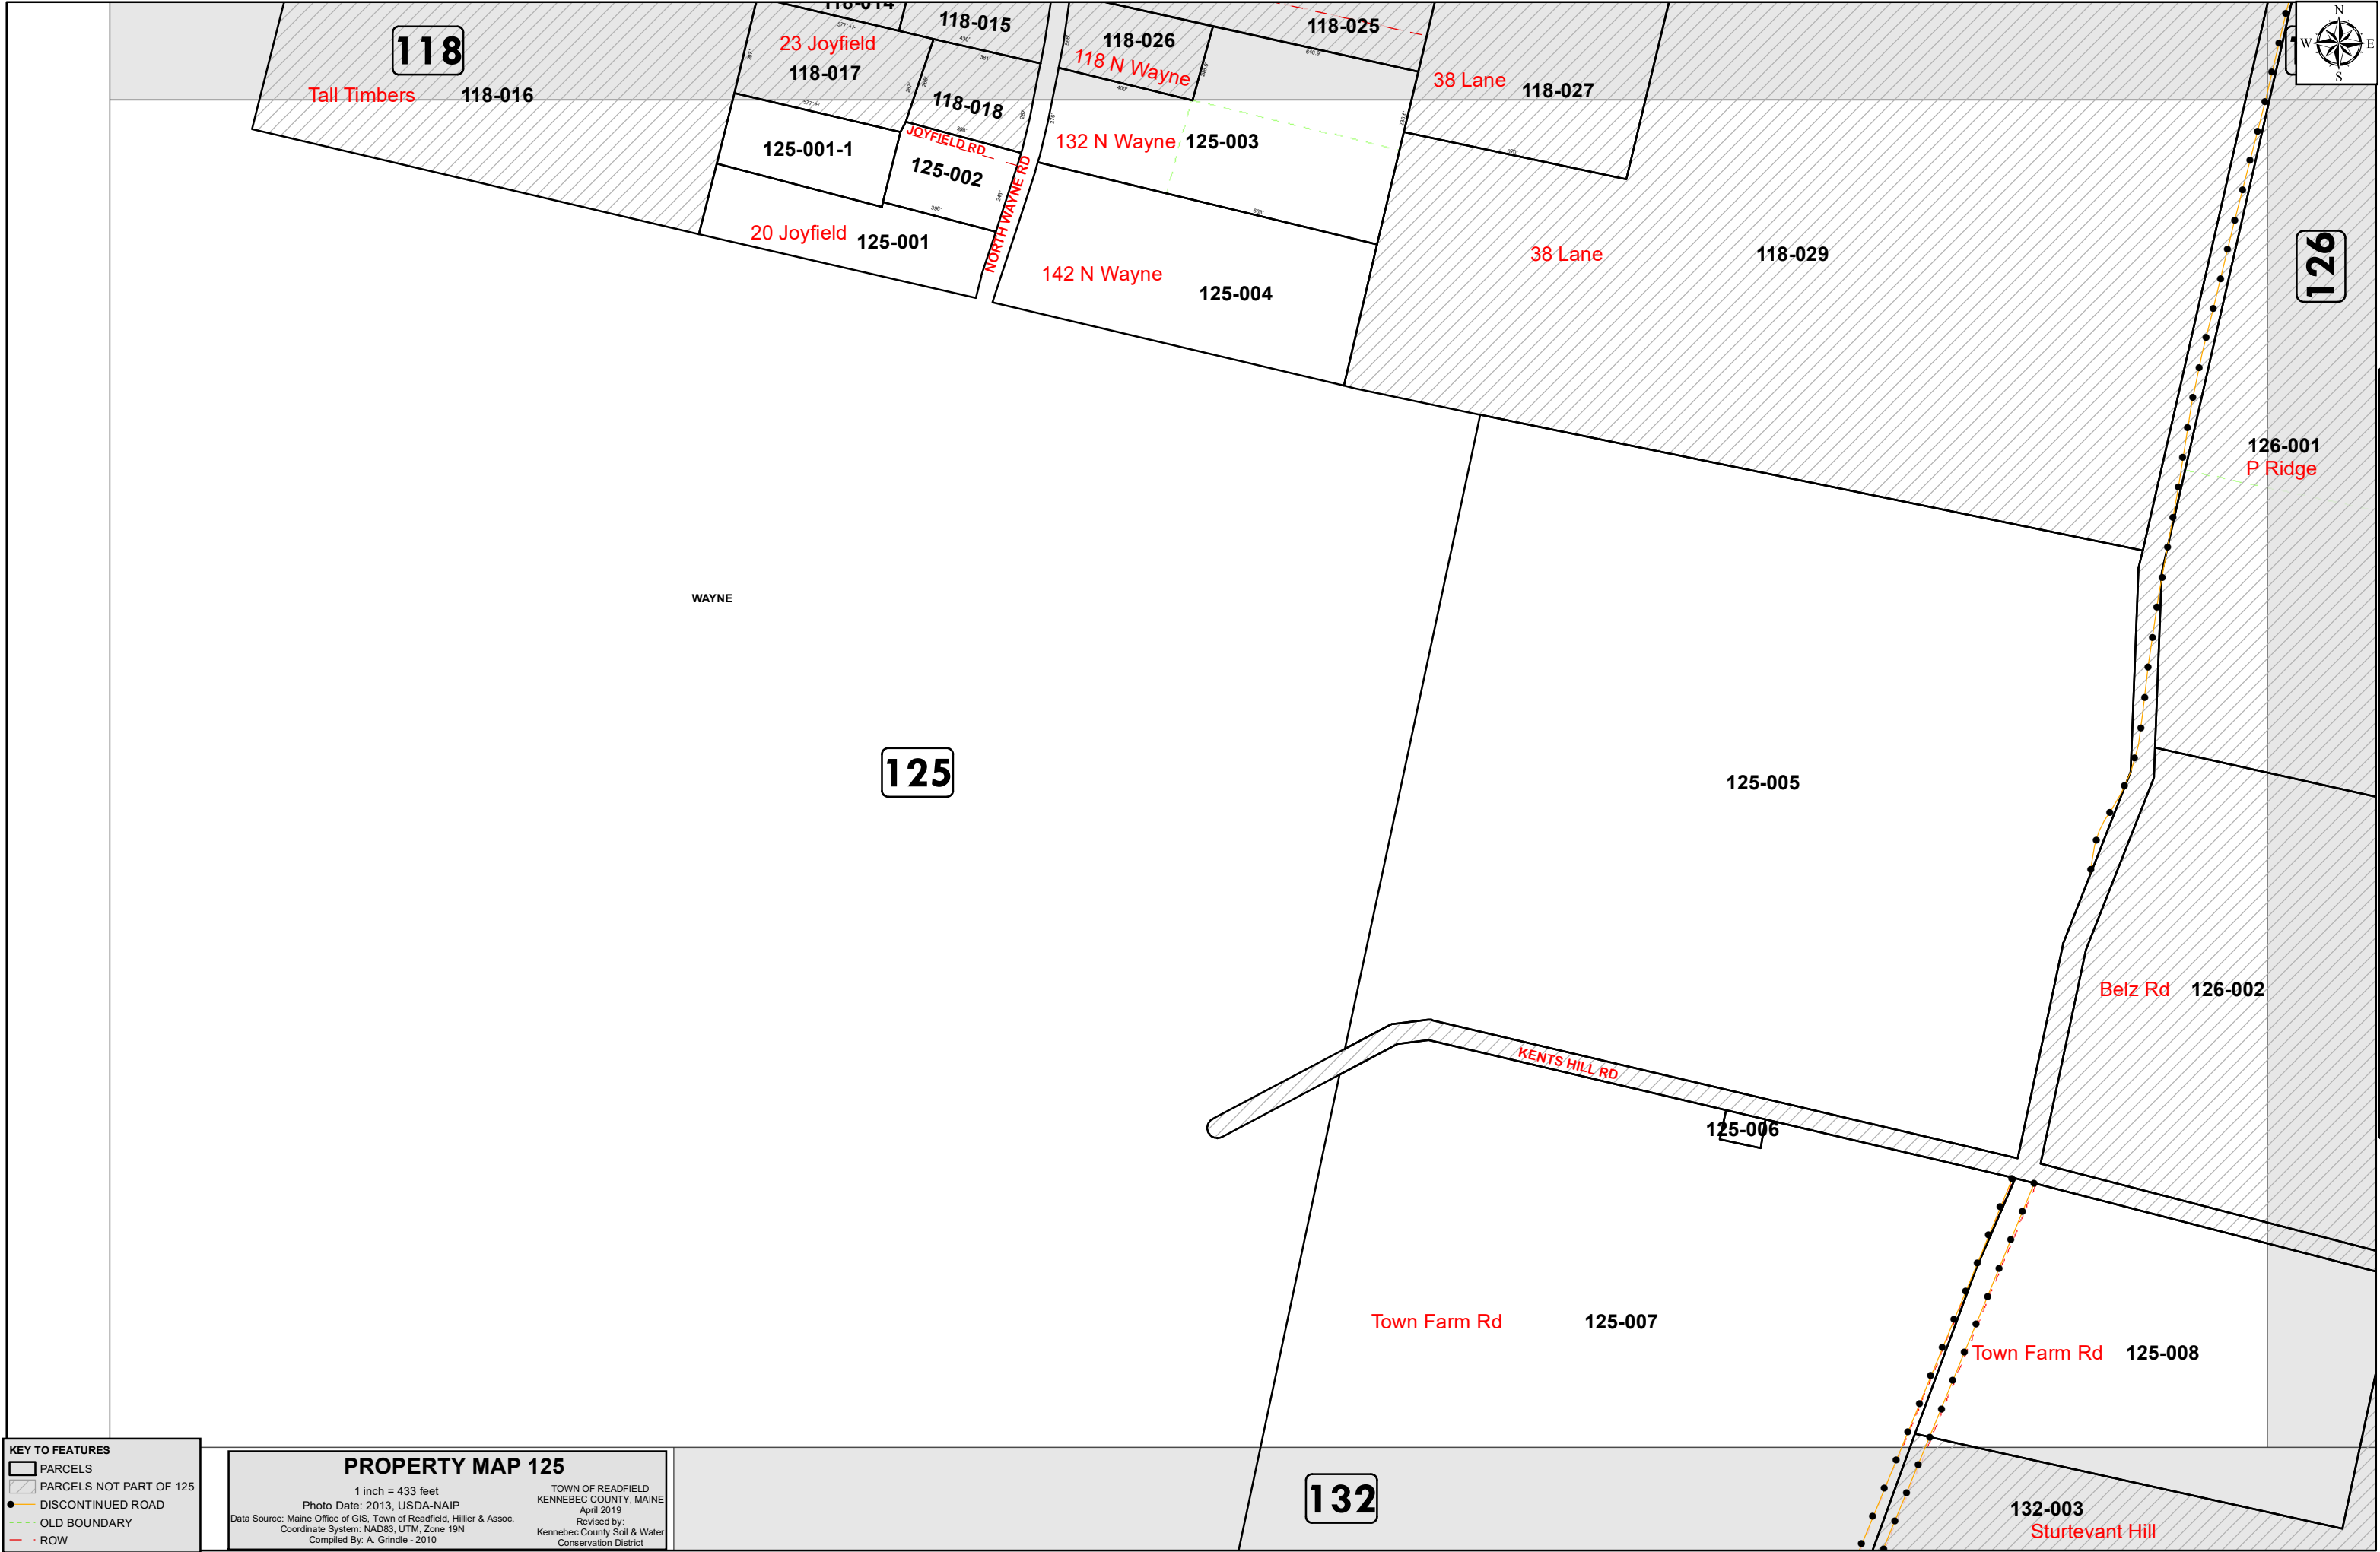 118
Tall Timbers 118-016
118-014
118-015
23 Joyfield
118-017
118-018
118-026
118 N Wayne
118-025
38 Lane 118-027
N
W E
S
125-001-1
JOYFIELD RD
125-002
20 Joyfield 125-001
NORTH WAYNE RD
132 N Wayne 125-003
142 N Wayne
125-004
38 Lane 118-029
126
126-001
P Ridge
WAYNE
125
125-005
Belz Rd 126-002
KENTS HILL RD
125-006
Town Farm Rd 125-007
Town Farm Rd 125-008
132
132-003
Sturtevant Hill
KEY TO FEATURES
PARCELS
PARCELS NOT PART OF 125
DISCONTINUED ROAD
OLD BOUNDARY
ROW
PROPERTY MAP 125
1 inch = 433 feet
Photo Date: 2013, USDA-NAIP
Data Source: Maine Office of GIS, Town of Readfield, Hillier & Assoc.
Coordinate System: NAD83, UTM, Zone 19N
Compiled By: A. Grindle - 2010
TOWN OF READFIELD
KENNEBEC COUNTY, MAINE
April 2019
Revised by:
Kennebec County Soil & Water
Conservation District